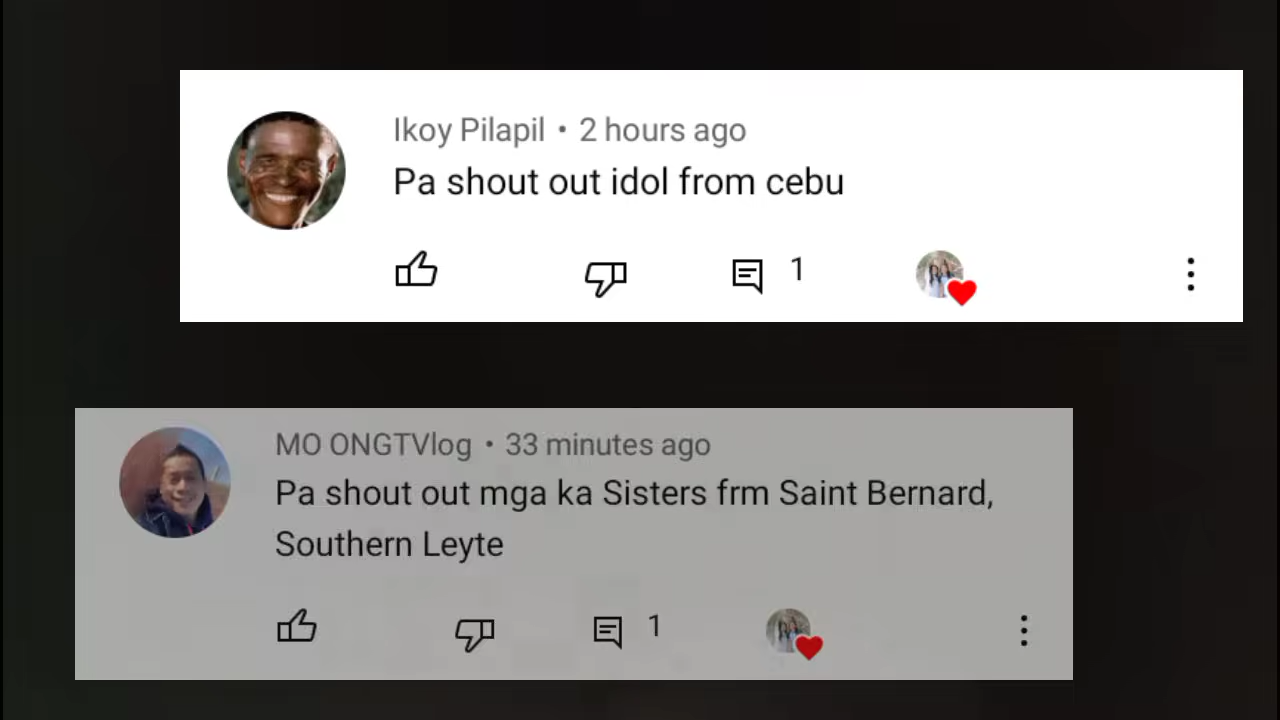 Ikoy Pilapil • 2 hours ago
Pa shout out idol from cebu
1
MO ONGTVlog • 33 minutes ago
Pa shout out mga ka Sisters frm Saint Bernard,
Southern Leyte
1